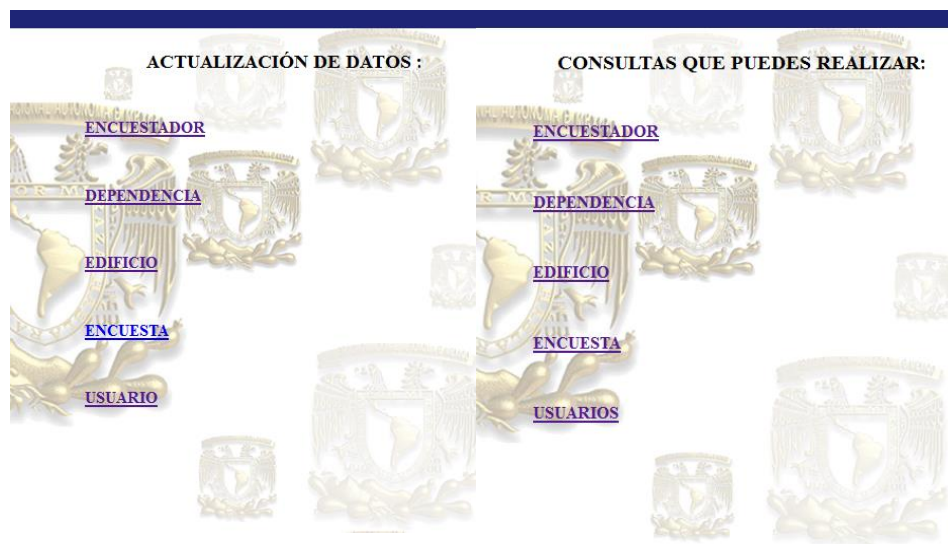 ACTUALIZACIÓN DE DATOS :
ENCUESTADOR
DEPENDENCIA
EDIFICIO
ENCUESTA
USUARIO
CONSULTAS QUE PUEDES REALIZAR:
ENCUESTADOR
DEPENDENCIA
EDIFICIO
ENCUESTA
USUARIOS